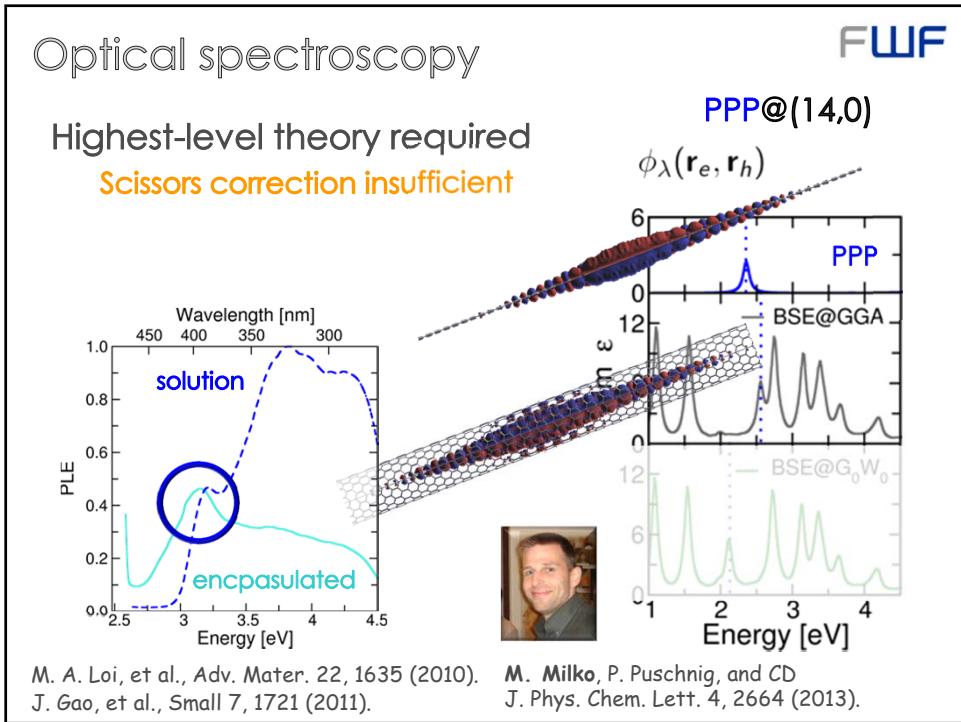 Optical spectroscopy
FWF
Highest-level theory required
Scissors correction insufficient
PPP@(14,0)
ϕλ(re, rh)
6
PPP
0
12
BSE@GGA
m ε
6
0
12
BSE@G₀W₀
6
0
1 2 3 4
Energy [eV]
Wavelength [nm]
450 400 350 300
1.0
solution
0.8
0.6
PLE
0.4
0.2
encpasulated
0.0
2.5 3 3.5 4 4.5
Energy [eV]
M. A. Loi, et al., Adv. Mater. 22, 1635 (2010).
J. Gao, et al., Small 7, 1721 (2011).
M. Milko, P. Puschnig, and CD
J. Phys. Chem. Lett. 4, 2664 (2013).